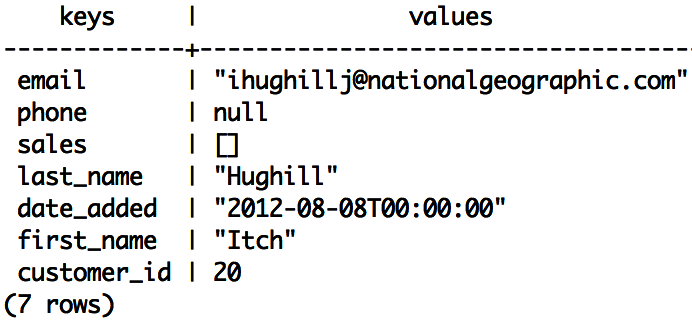 keys | values
-------------+------------------------------------
email | "ihughillj@nationalgeographic.com"
phone | null
sales | []
last_name | "Hughill"
date_added | "2012-08-08T00:00:00"
first_name | "Itch"
customer_id | 20
(7 rows)